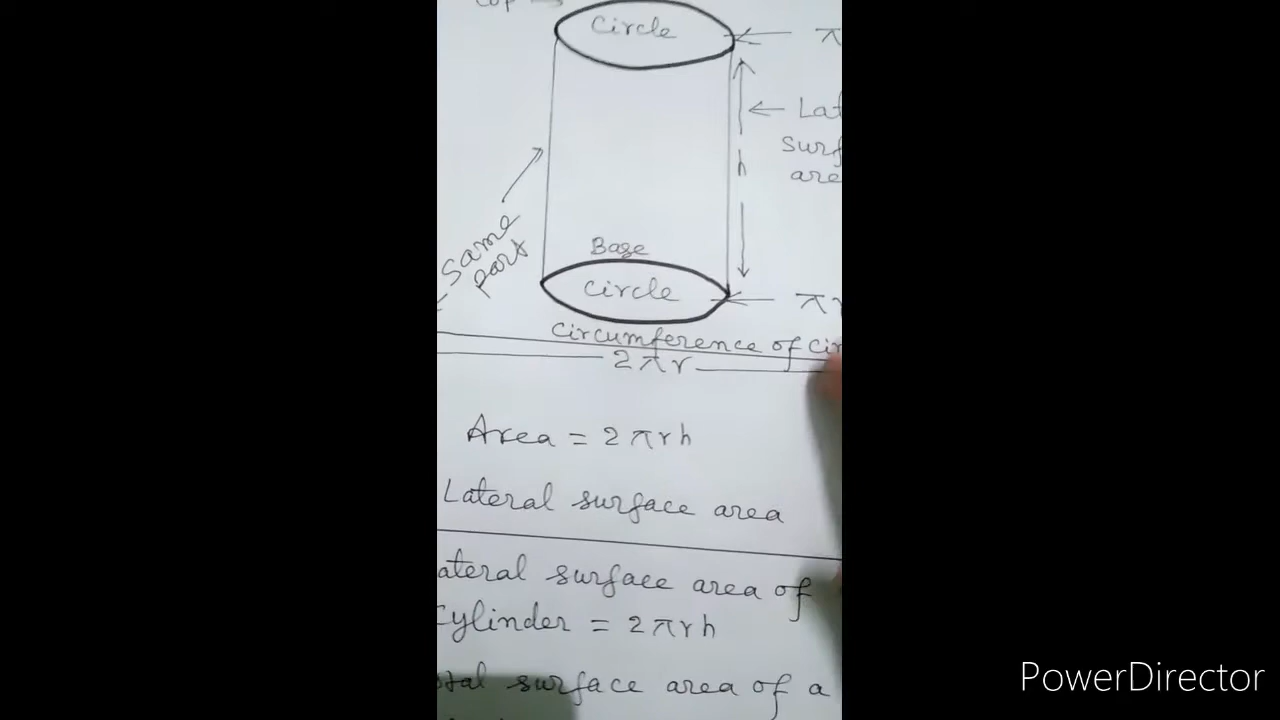 Circle
π
Lat
surf
are
h
same
part
Base
circle
πr
circumference of cir
2πr
Area = 2πrh
Lateral surface area
ateral surface area of
Cylinder = 2πrh
otal surface area of a
PowerDirector